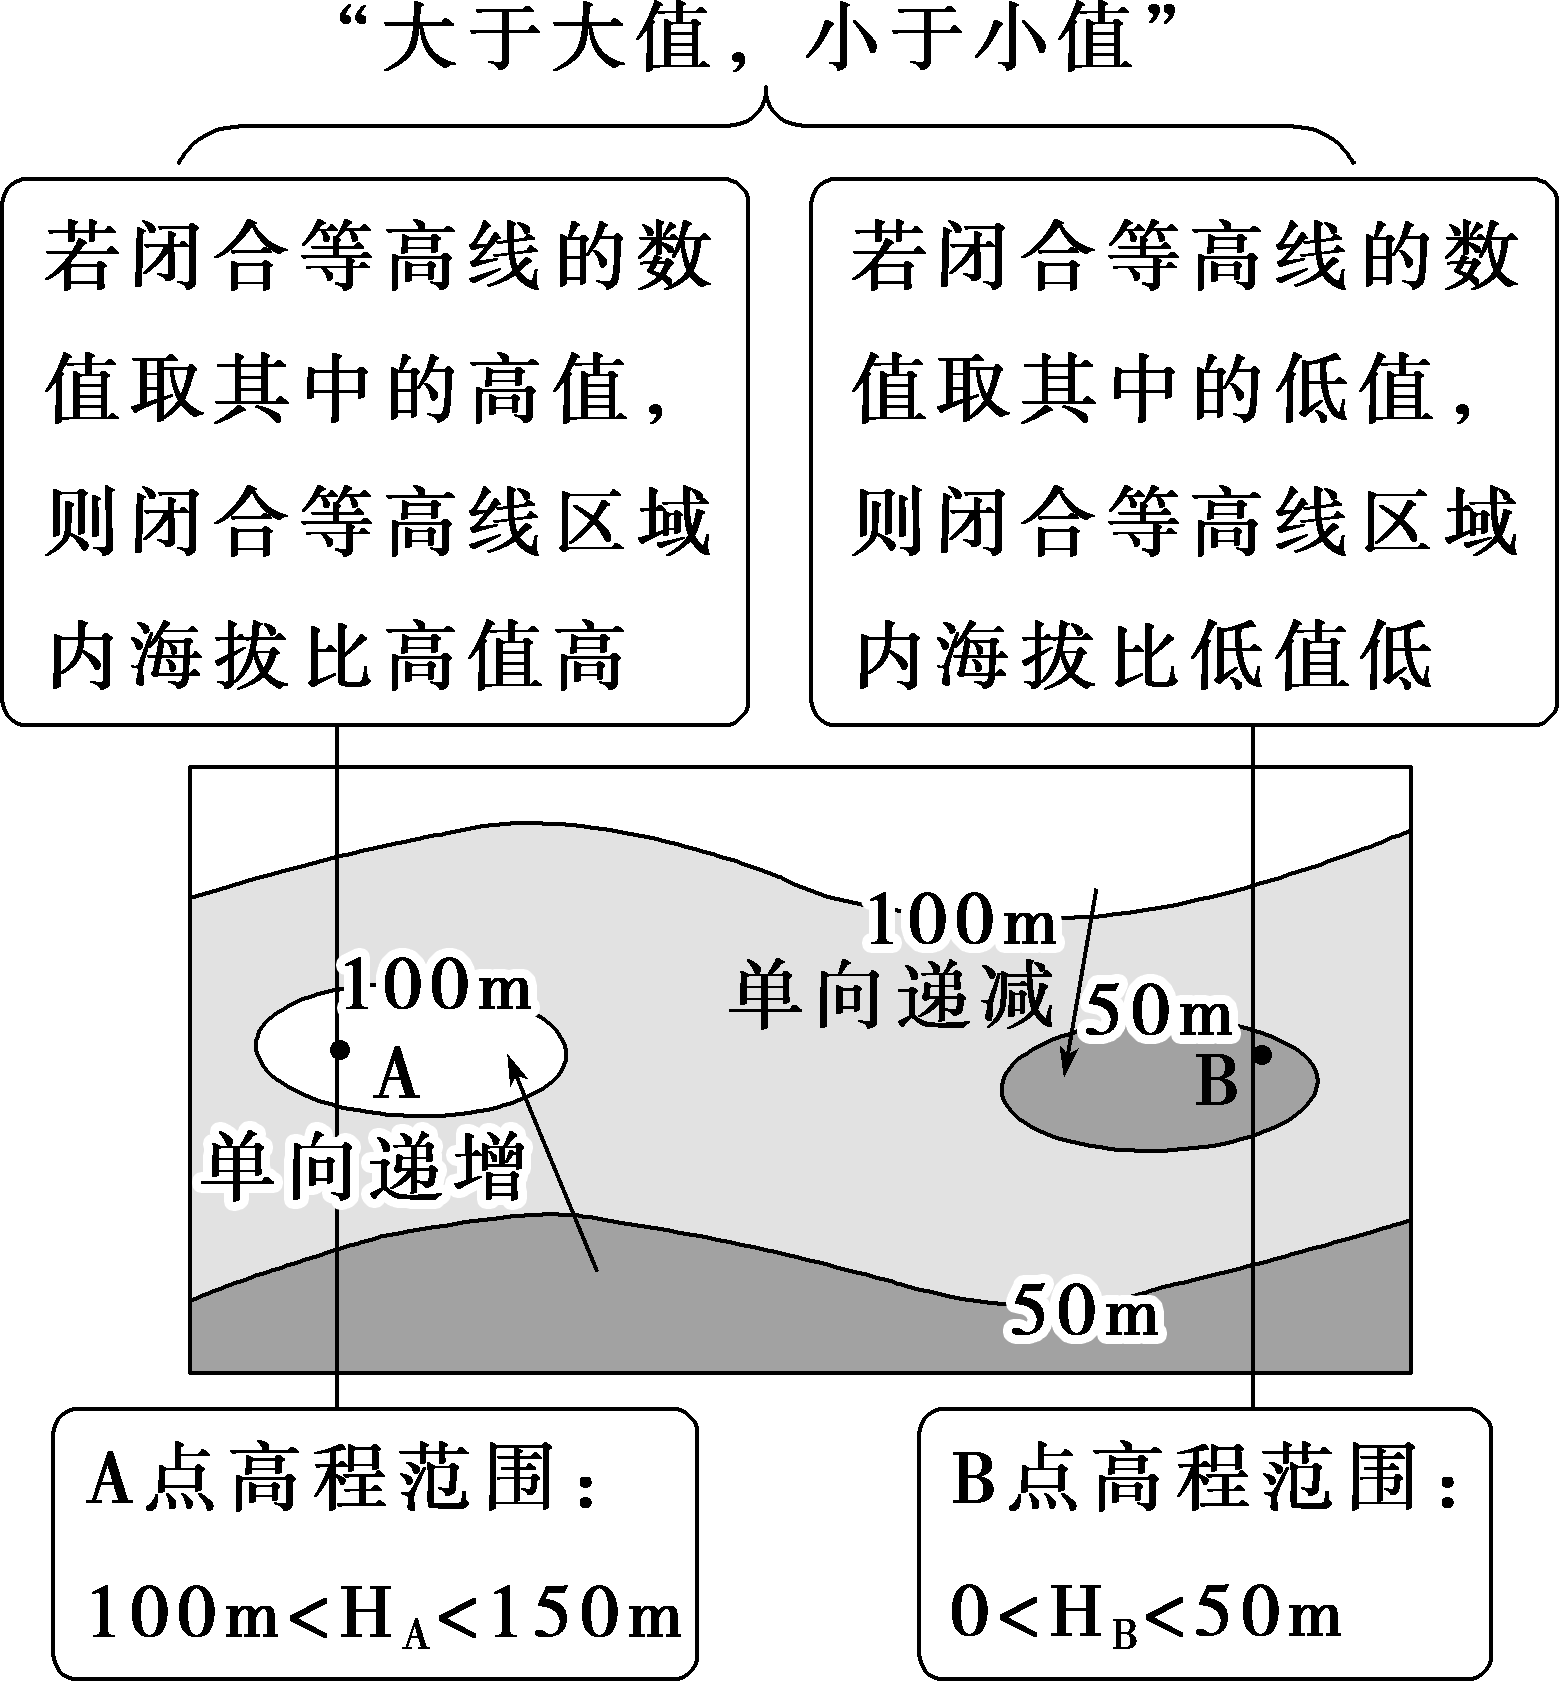 “大于大值，小于小值”
若闭合等高线的数
值取其中的高值，
则闭合等高线区域
内海拔比高值高
若闭合等高线的数
值取其中的低值，
则闭合等高线区域
内海拔比低值低
100m
单向递减
100m
50m
A
B
单向递增
50m
A点高程范围：
100m<H_A<150m
B点高程范围：
0<H_B<50m